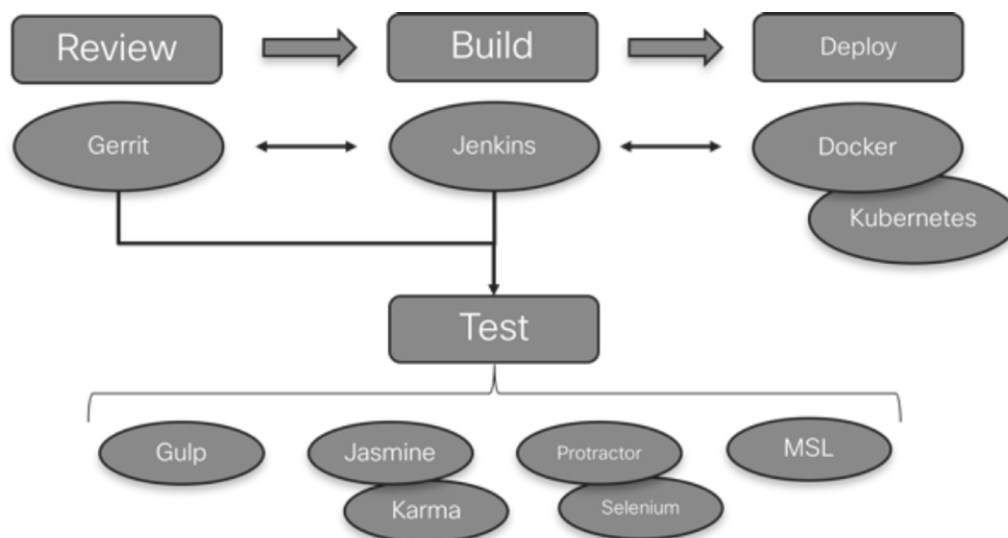 Review
Build
Deploy
Gerrit
Jenkins
Docker
Kubernetes
Test
Gulp
Jasmine
Protractor
MSL
Karma
Selenium